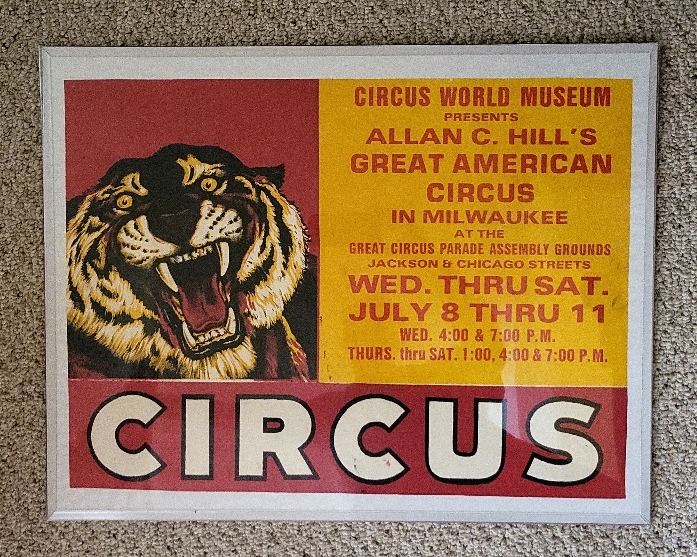 CIRCUS WORLD MUSEUM
PRESENTS
ALLAN C. HILL'S
GREAT AMERICAN
CIRCUS
IN MILWAUKEE
AT THE
GREAT CIRCUS PARADE ASSEMBLY GROUNDS
JACKSON & CHICAGO STREETS
WED. THRU SAT.
JULY 8 THRU 11
WED. 4:00 & 7:00 P.M.
THURS. thru SAT. 1:00, 4:00 & 7:00 P.M.
CIRCUS